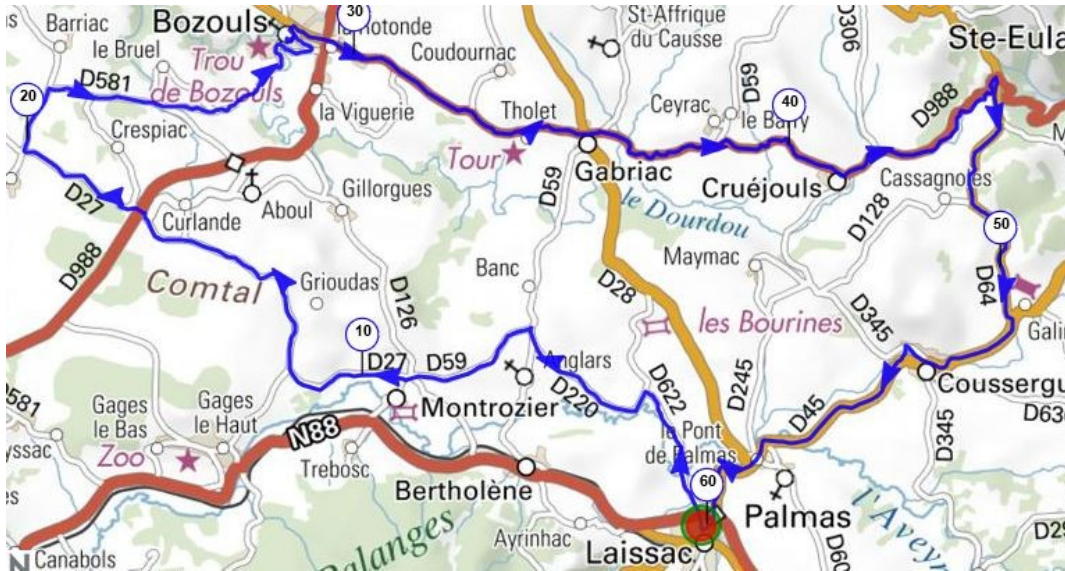 Barriac
Bozouls
30
la Rotonde
St-Affrique
du Causse
D306
Ste-Eula
le Bruel
Trou
de Bozouls
Coudournac
D59
20
D581
la Viguerie
Tholet
Ceyrac
40
le Barry
D988
Crespiac
Tour
Gabriac
Cruéjouls
Cassagnoles
D27
Curlande
Aboul
Gillorgues
D59
le Dourdou
D128
50
D988
Comtal
Grioudas
Banc
D28
Maymac
D64
D126
les Bourines
D345
Galin
10
D27
D59
Anglars
D245
Coussergu
D581
Gages
le Bas
Gages
le Haut
Montrozier
D220
D622
D45
D63
yssac
Zoo
N88
Trebosc
le Pont
de Palmas
D345
60
Bertholène
Palmas
l'Aveyr
Palanges
Ayrinhac
Laissac
D60
D29
N
Canabols